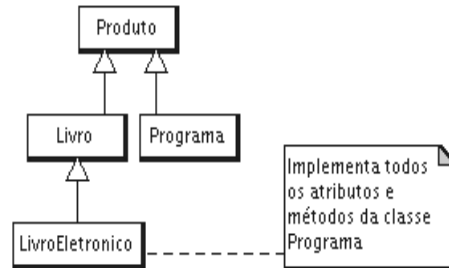 Produto
Livro
Programa
LivroEletronico
Implementa todos
os atributos e
métodos da classe
Programa